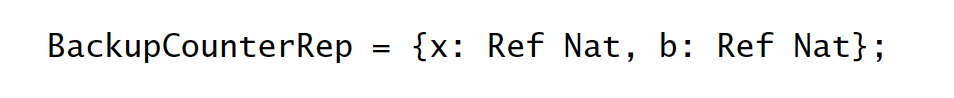 BackupCounterRep = {x: Ref Nat, b: Ref Nat};